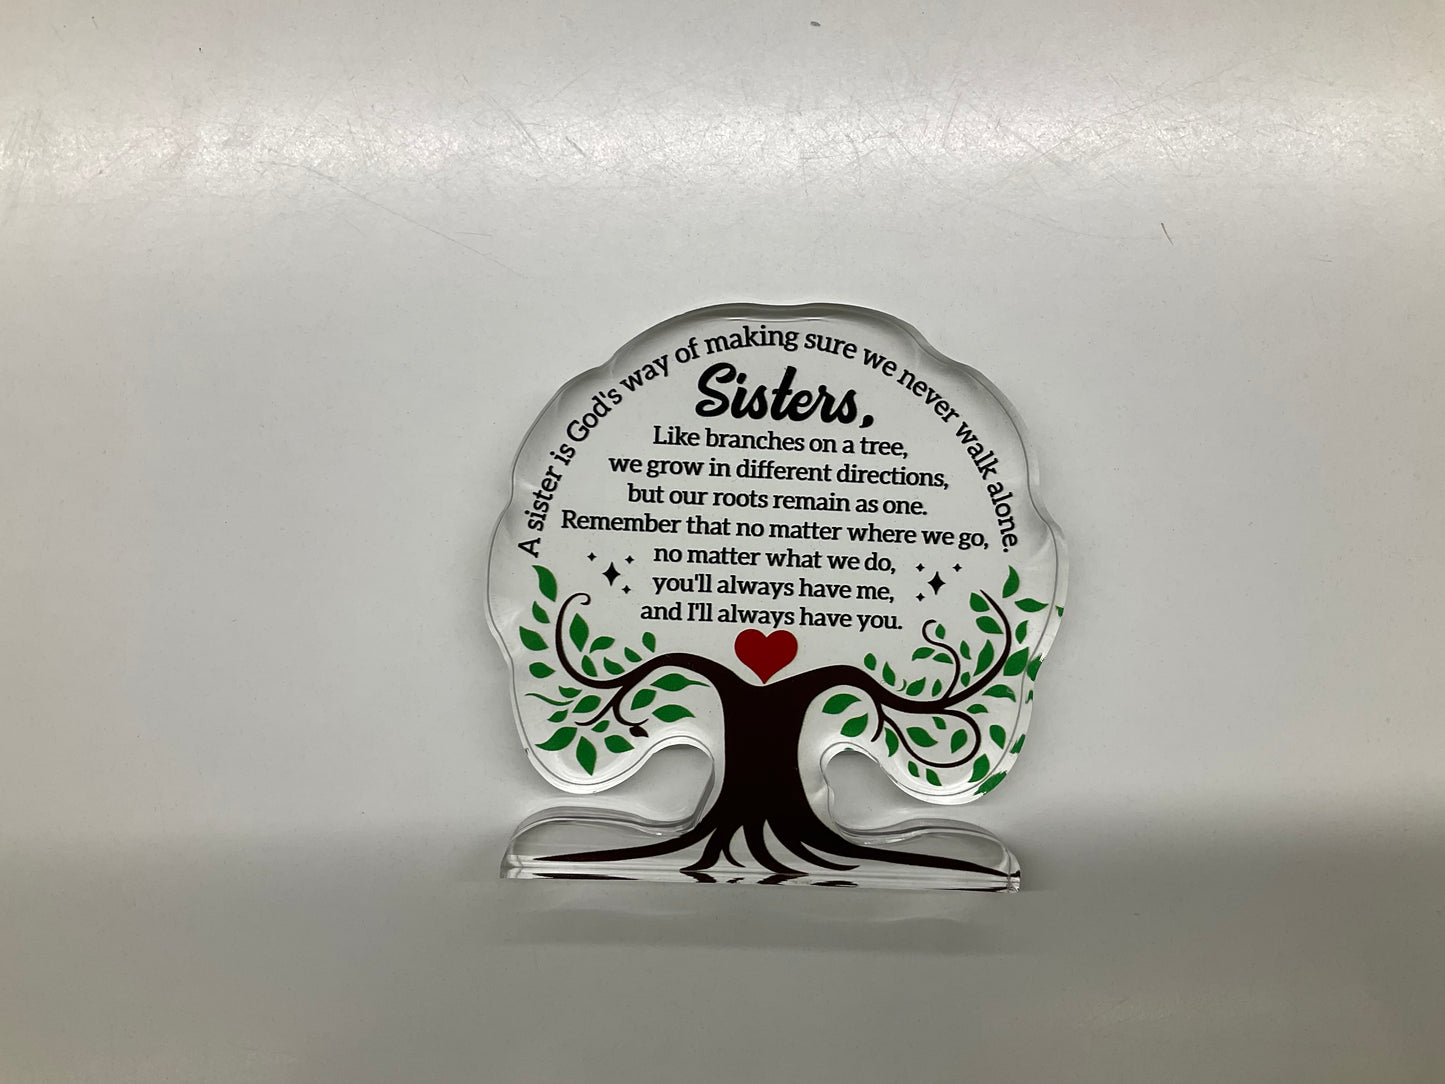 A sister is God's way of making sure we never walk alone.
Sisters,
Like branches on a tree,
we grow in different directions,
but our roots remain as one.
Remember that no matter where we go,
no matter what we do,
you'll always have me,
and I'll always have you.